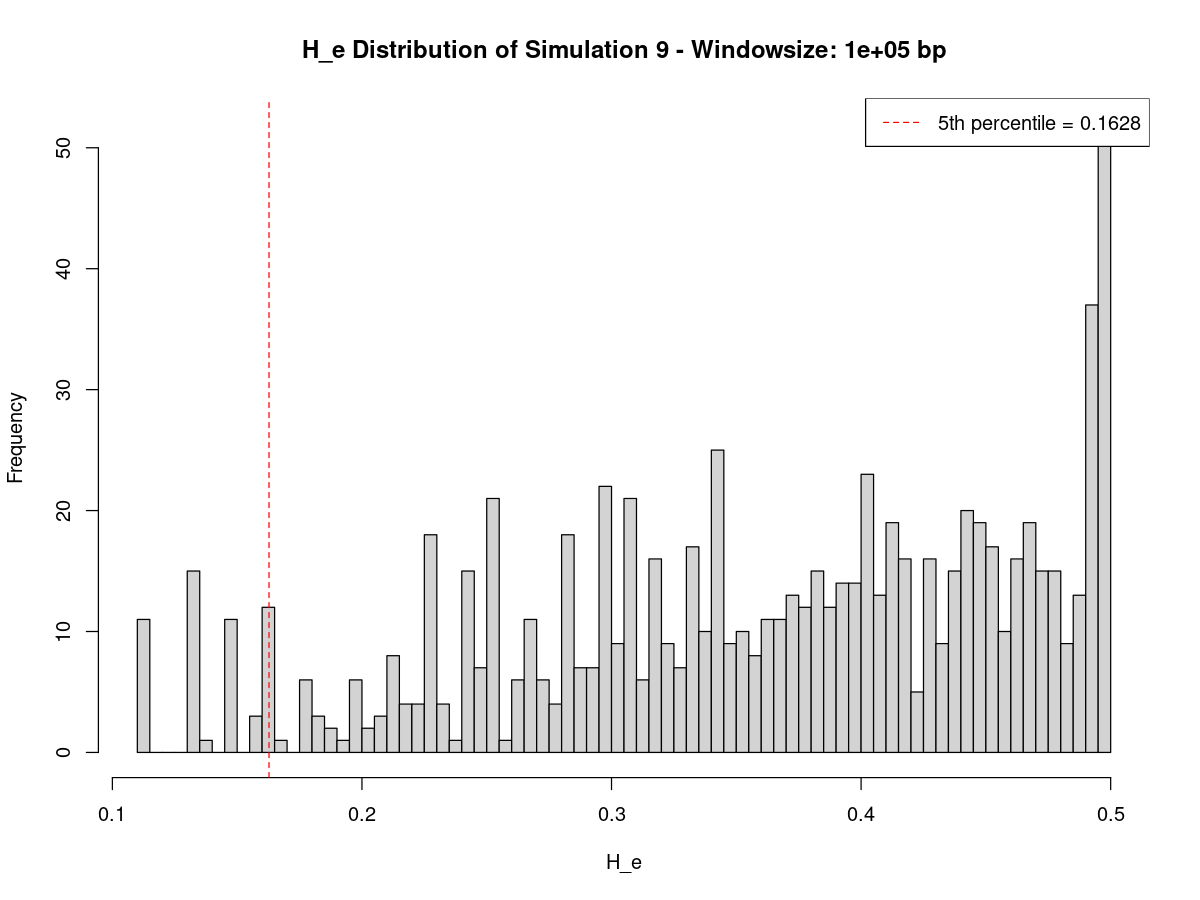 H_e Distribution of Simulation 9 - Windowsize: 1e+05 bp
5th percentile = 0.1628
50
40
30
20
10
0
Frequency
0.1 0.2 0.3 0.4 0.5
H_e